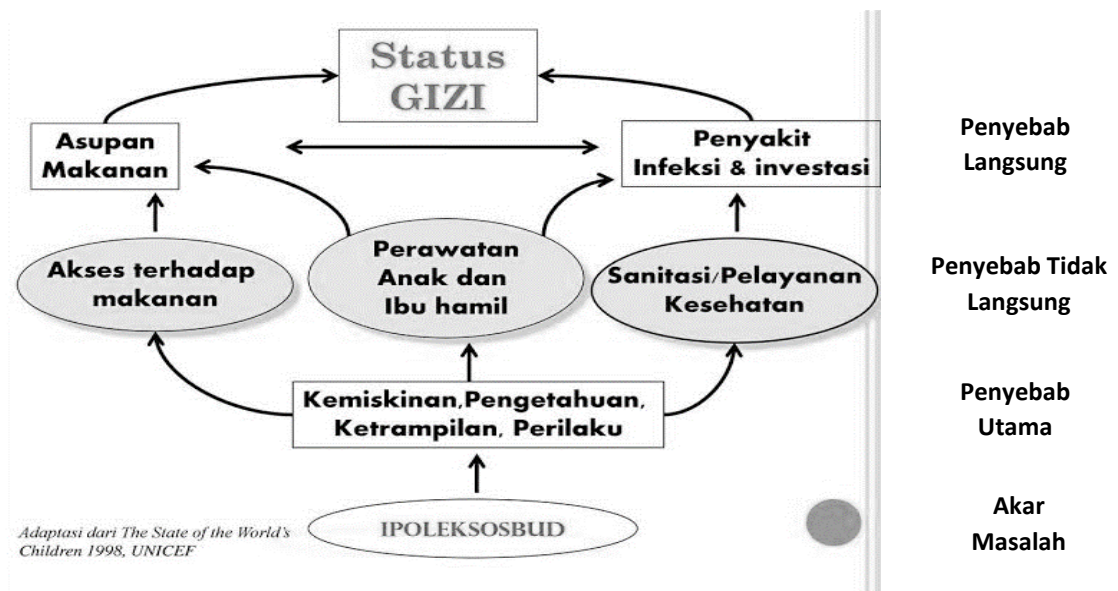 Status
GIZI
Asupan
Makanan
Penyakit
Infeksi & investasi
Penyebab
Langsung
Akses terhadap
makanan
Perawatan
Anak dan
Ibu hamil
Sanitasi/Pelayanan
Kesehatan
Penyebab Tidak
Langsung
Kemiskinan,Pengetahuan,
Ketrampilan, Perilaku
Penyebab
Utama
IPOLEKSOSBUD
Akar
Masalah
Adaptasi dari The State of the World's
Children 1998, UNICEF